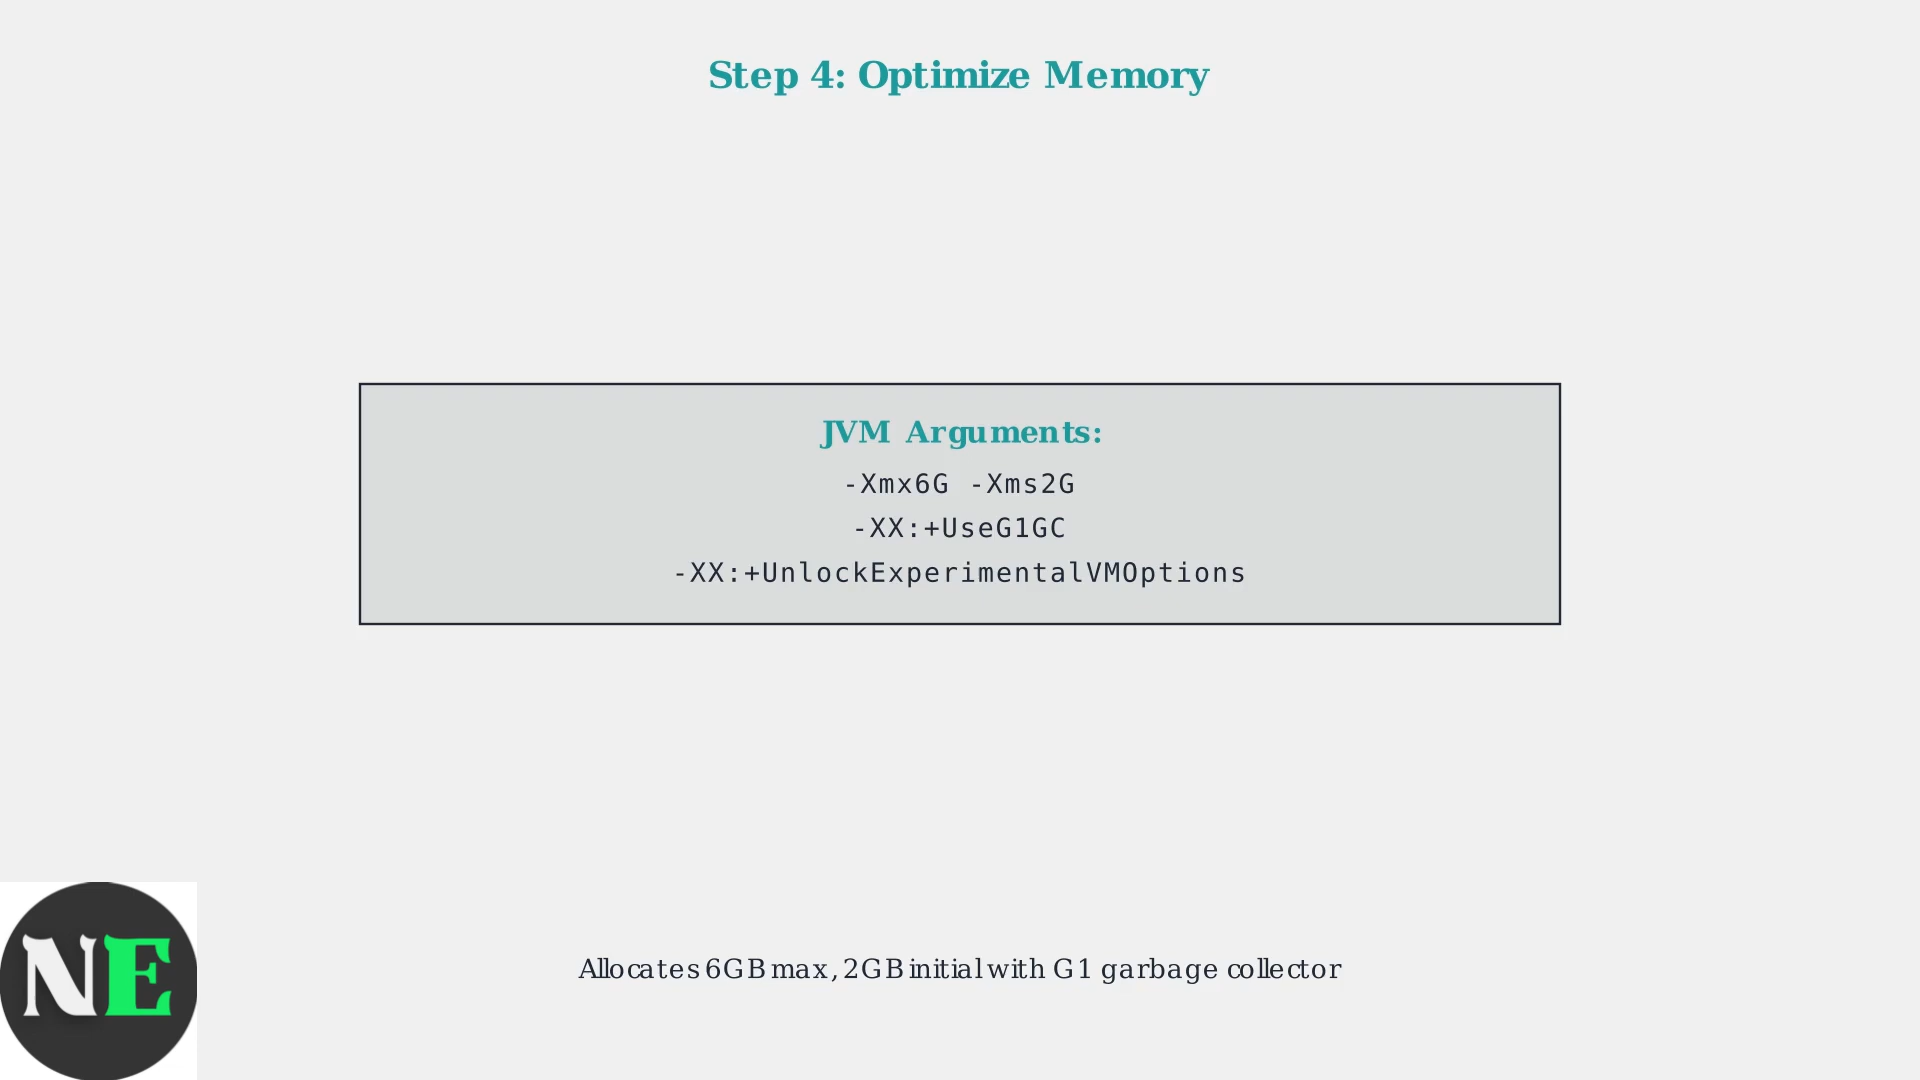 Step 4: Optimize Memory
JVM Arguments:
-Xmx6G -Xms2G
-XX:+UseG1GC
-XX:+UnlockExperimentalVMOptions
Allocates 6GB max, 2GB initial with G1 garbage collector
NE